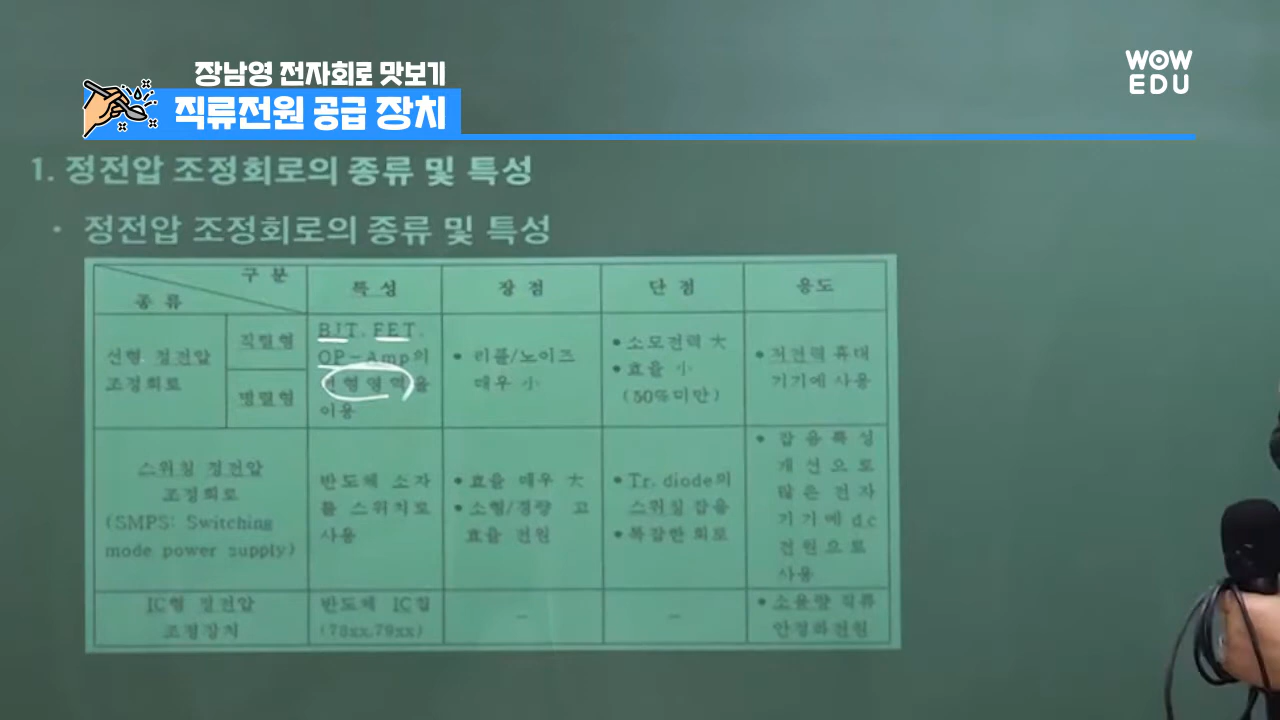 장남영 전자회로 맛보기
직류전원 공급 장치
WOW
EDU
1. 정전압 조정회로의 종류 및 특성
• 정전압 조정회로의 종류 및 특성
구 분
종 류
특 성
장 점
단 점
용도
선형 정전압
조정회로
직렬형
병렬형
BJT, FET,
OP-Amp의
선형영역을
이용
• 리플/노이즈
매우 小
• 소모전력 大
• 효율 小
(50%미만)
• 저전력 휴대
기기에 사용
스위칭 정전압
조정회로
(SMPS: Switching
mode power supply)
반도체 소자
를 스위치로
사용
• 효율 매우 大
• 소형/경량 고
효율 전원
• Tr, diode의
스위칭 잡음
• 복잡한 회로
• 잡음특성
개선으로
많은 전자
기기에 d.c
전원으로
사용
IC형 정전압
조정장치
반도체 IC칩
(78xx,79xx)
-
-
• 소용량 직류
안정화전원